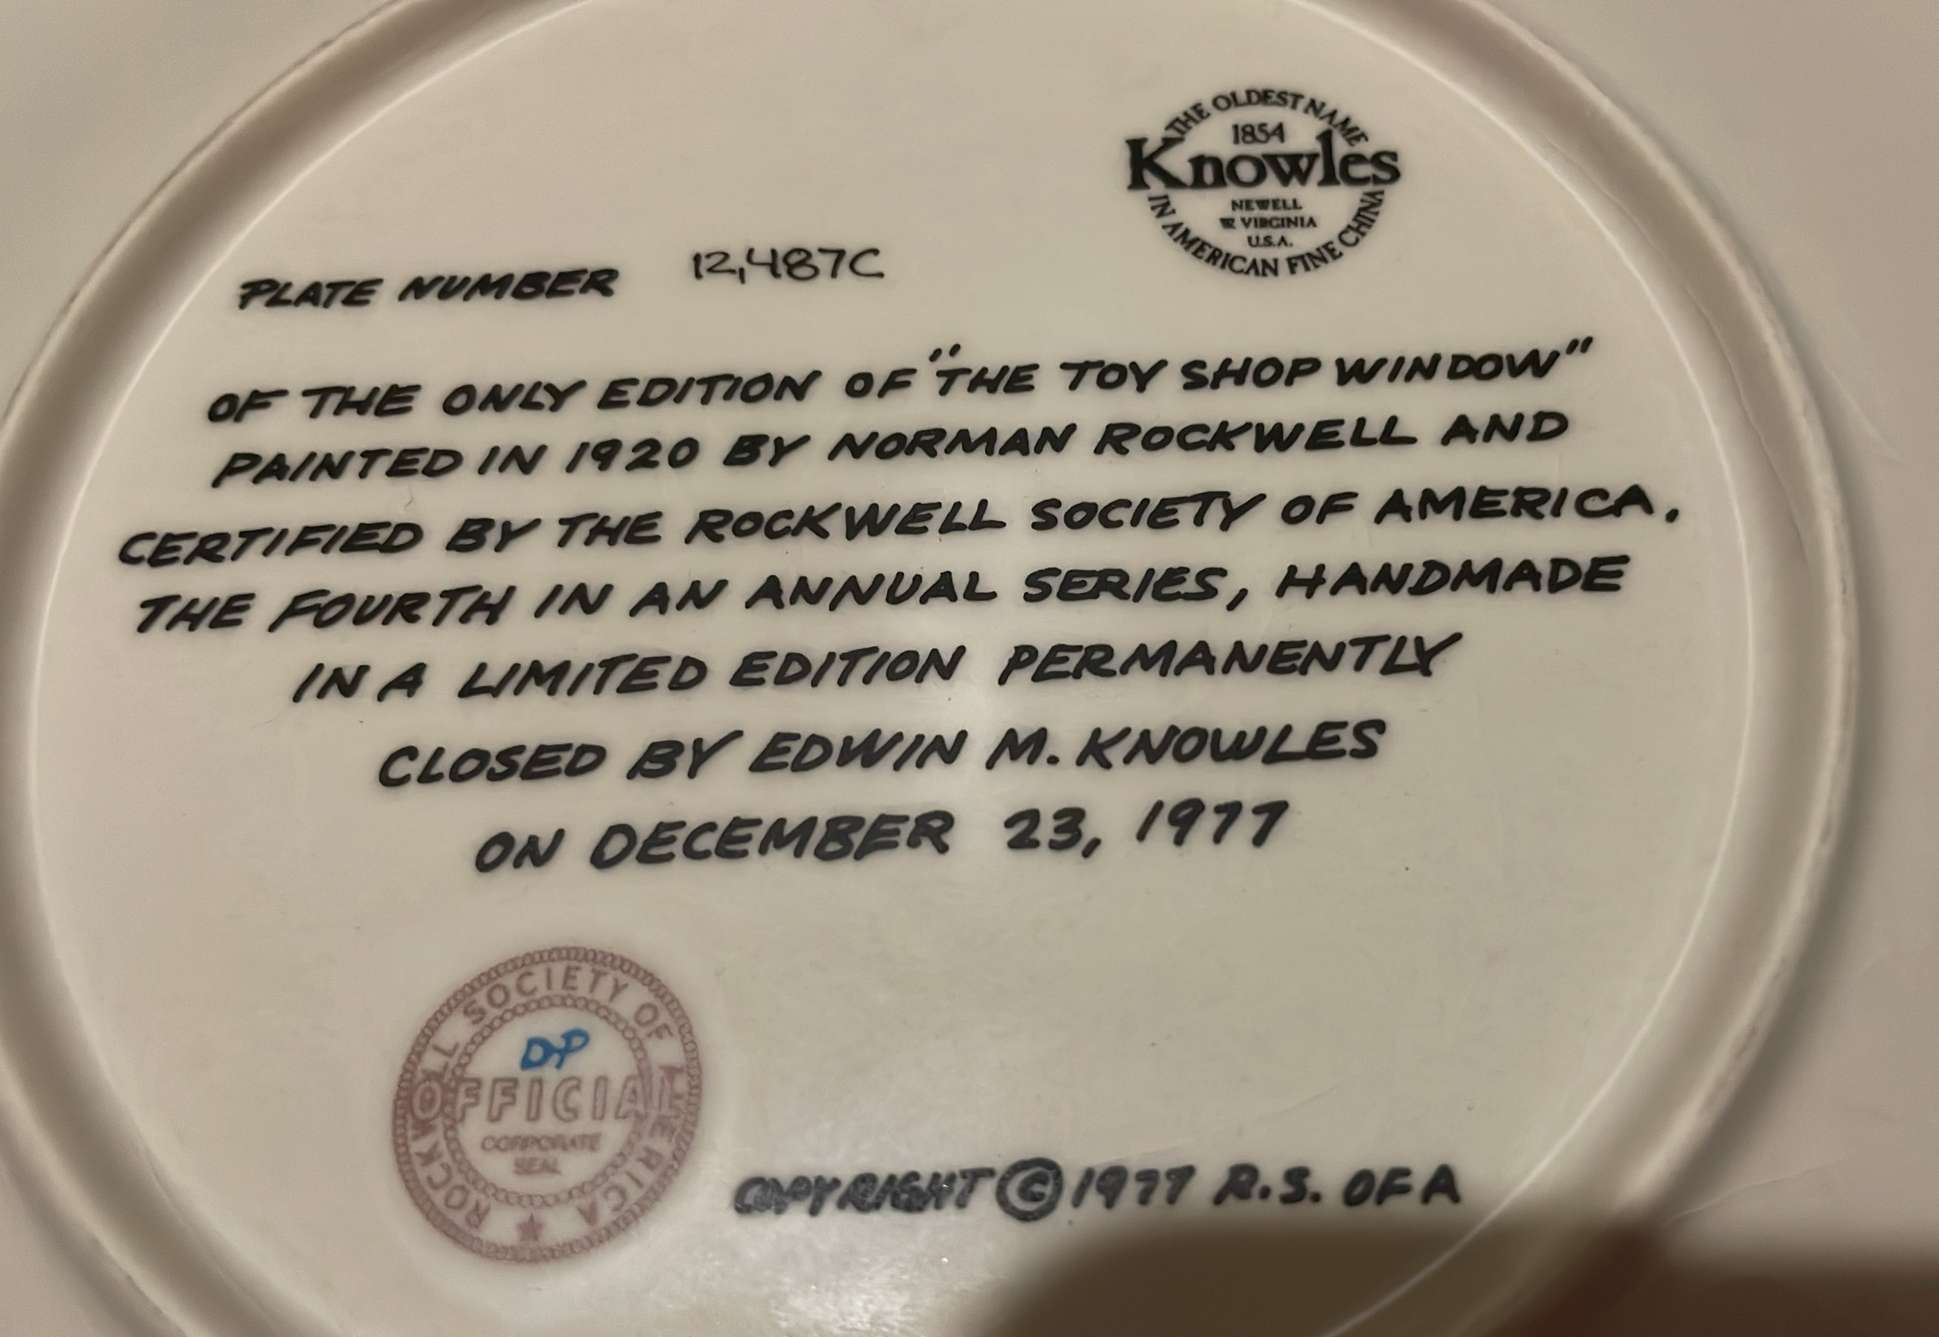 THE OLDEST NAME
1854
Knowles
NEWELL
W VIRGINIA
U.S.A.
IN AMERICAN FINE CHINA
PLATE NUMBER 12,487C
OF THE ONLY EDITION OF "THE TOY SHOP WINDOW"
PAINTED IN 1920 BY NORMAN ROCKWELL AND
CERTIFIED BY THE ROCKWELL SOCIETY OF AMERICA.
THE FOURTH IN AN ANNUAL SERIES, HANDMADE
IN A LIMITED EDITION PERMANENTLY
CLOSED BY EDWIN M. KNOWLES
ON DECEMBER 23, 1977
ROCKWELL SOCIETY OF AMERICA
OFFICIAL
CORPORATE
SEAL
COPYRIGHT © 1977 R.S. OF A